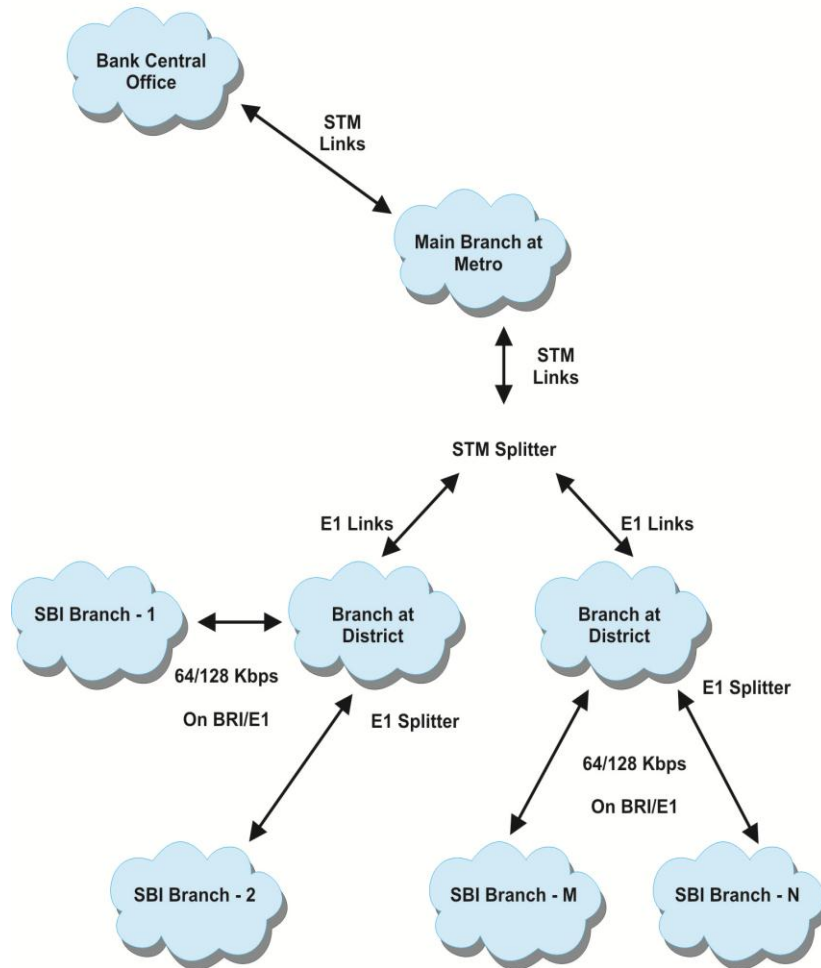 Bank Central
Office
STM
Links
Main Branch at
Metro
STM
Links
STM Splitter
E1 Links
E1 Links
SBI Branch - 1
Branch at
District
Branch at
District
64/128 Kbps
On BRI/E1
E1 Splitter
E1 Splitter
64/128 Kbps
On BRI/E1
SBI Branch - 2
SBI Branch - M
SBI Branch - N